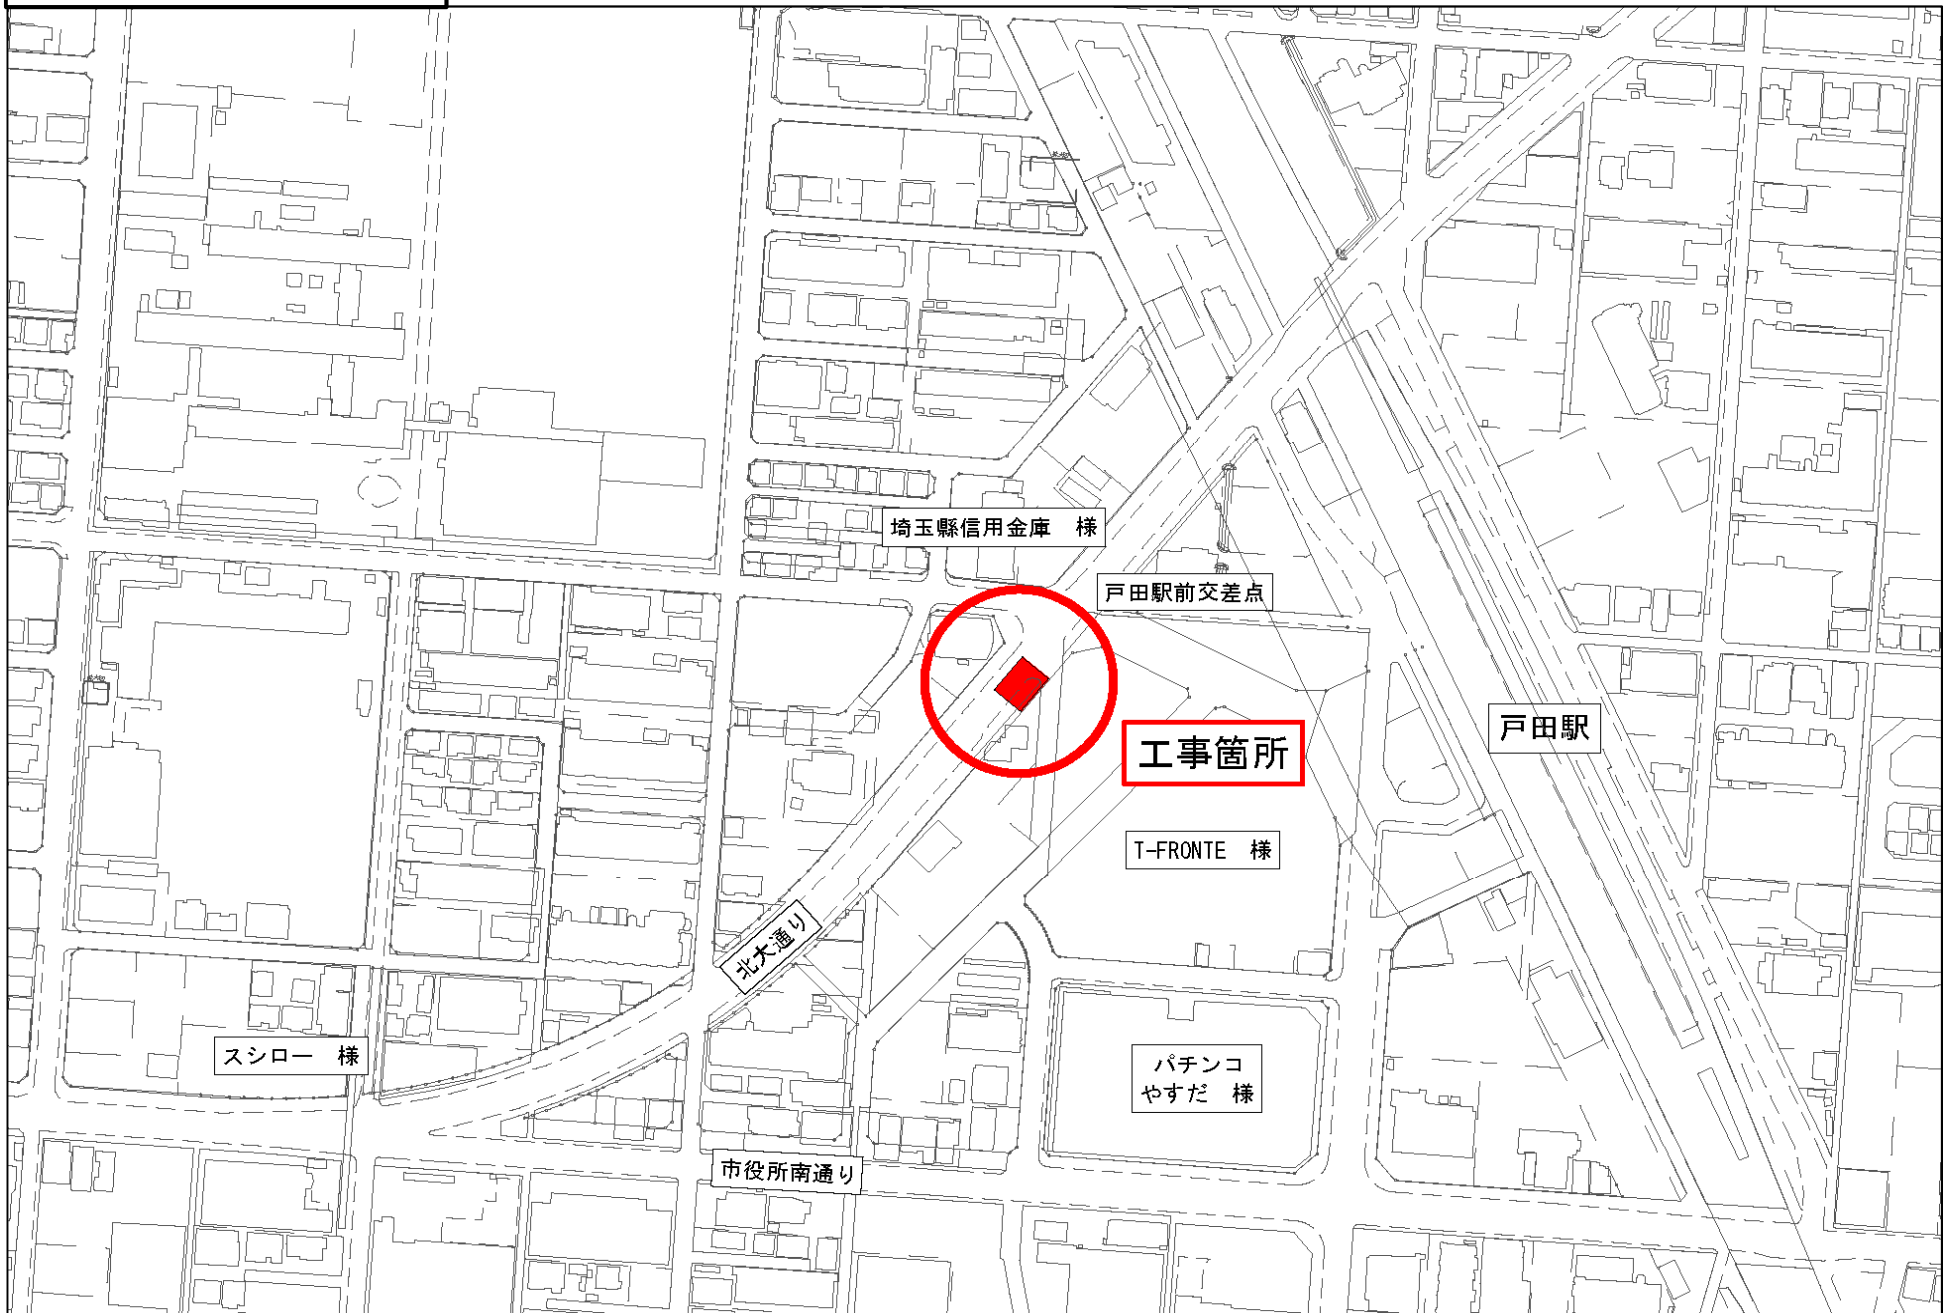 埼玉縣信用金庫　様
戸田駅前交差点
戸田駅
工事箇所
T-FRONTE　様
北大通り
スシロー　様
パチンコ
やすだ　様
市役所南通り